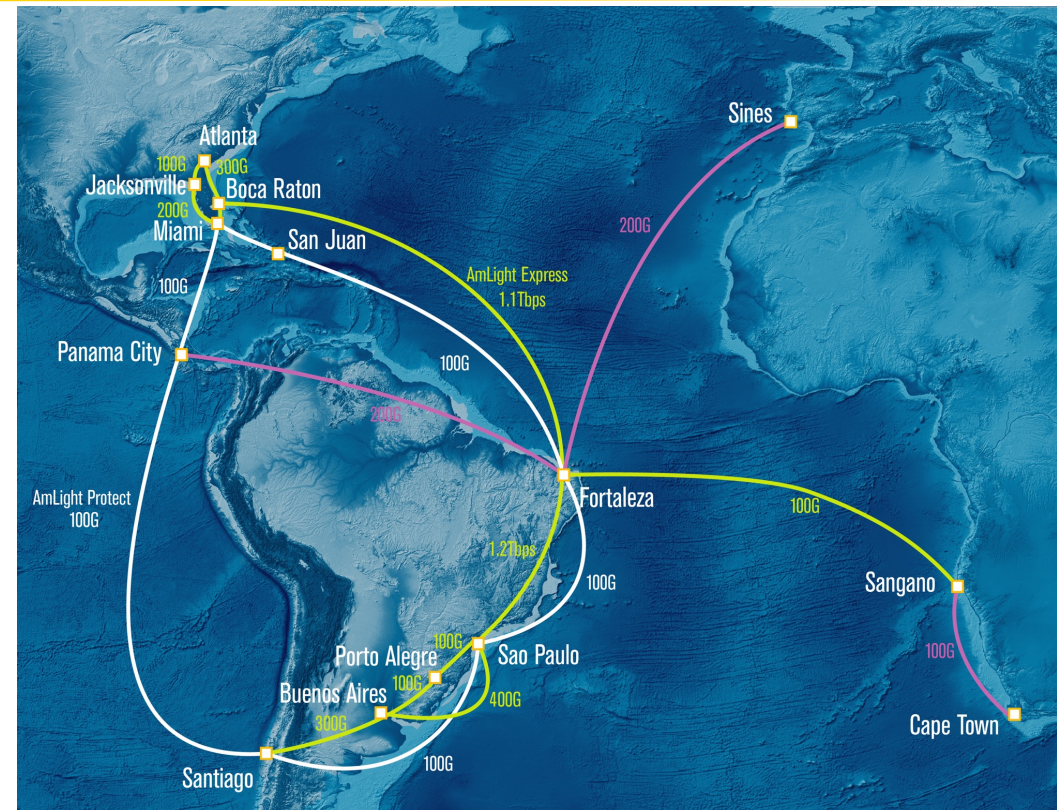 Sines
Atlanta
100G
300G
Jacksonville
Boca Raton
200G
Miami
San Juan
200G
AmLight Express
1.1Tbps
100G
Panama City
100G
200G
AmLight Protect
100G
Fortaleza
100G
1.2Tbps
100G
Sangano
100G
100G
Sao Paulo
Porto Alegre
100G
Buenos Aires
400G
300G
Cape Town
100G
Santiago